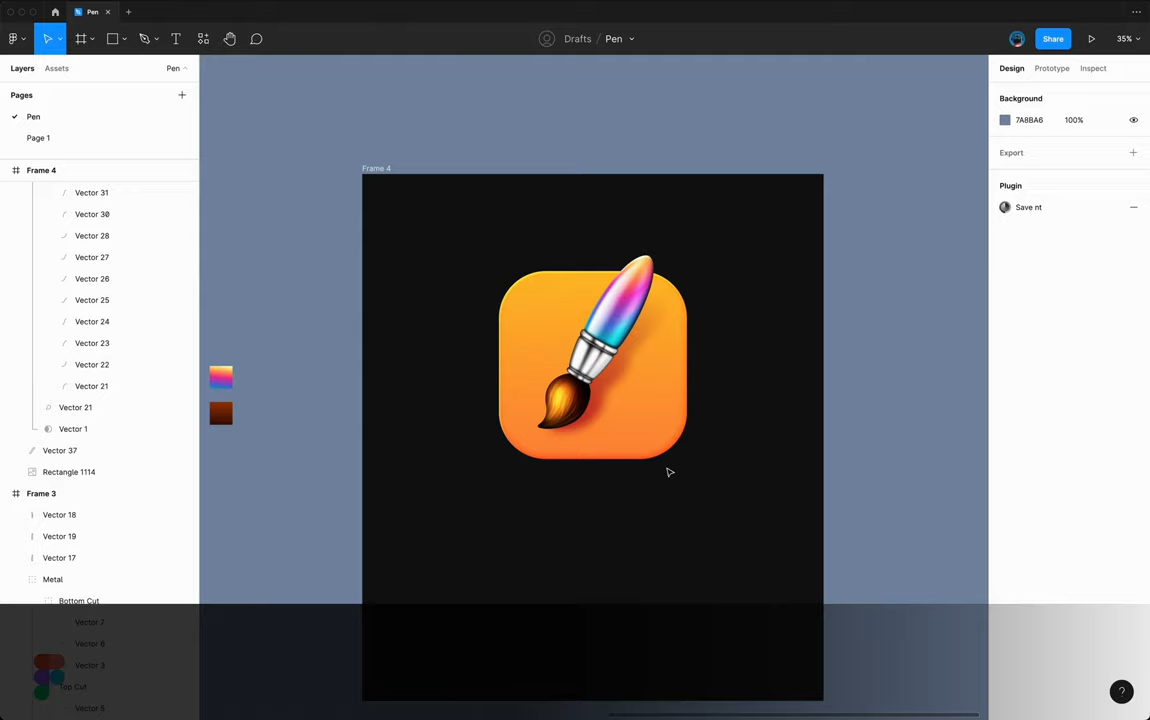 Pen
Drafts / Pen
Share
35%
Layers
Assets
Pen
Pages
Pen
Page 1
Frame 4
Vector 31
Vector 30
Vector 28
Vector 27
Vector 26
Vector 25
Vector 24
Vector 23
Vector 22
Vector 21
Vector 21
Vector 1
Vector 37
Rectangle 1114
Frame 3
Vector 18
Vector 19
Vector 17
Metal
Bottom Cut
Vector 7
Vector 6
Vector 3
Top Cut
Vector 5
Frame 4
Design
Prototype
Inspect
Background
7A8BA6
100%
Export
Plugin
Save nt
?